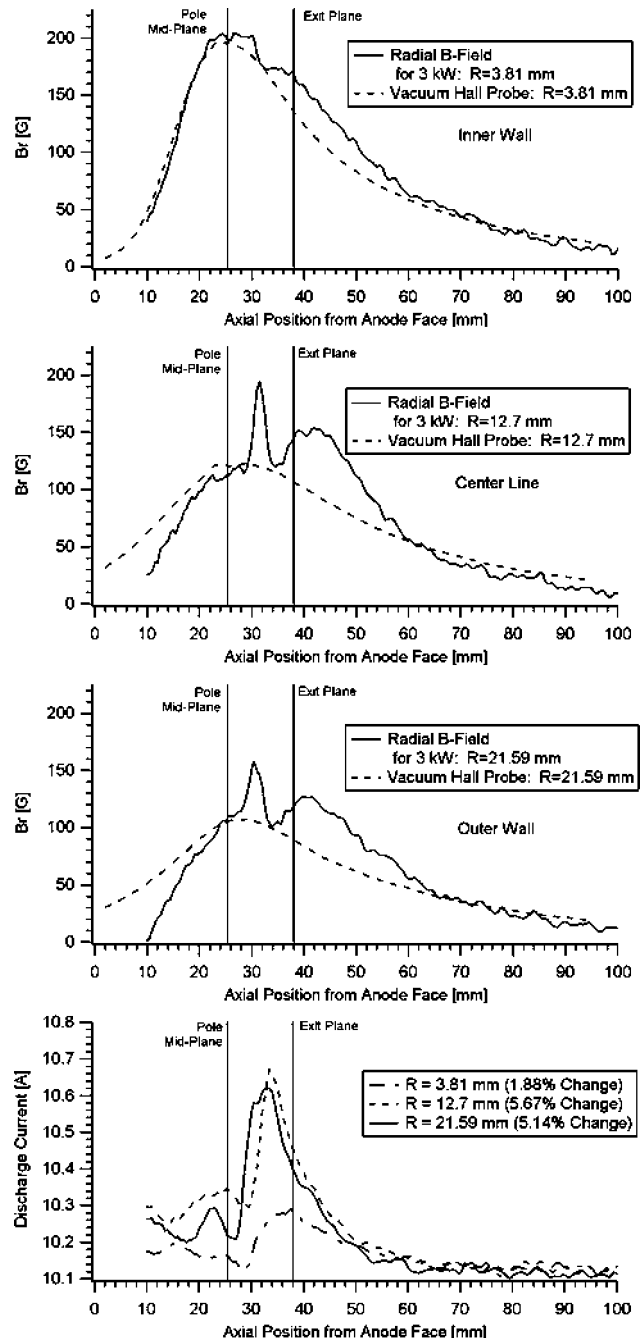 Pole
Mid-Plane
Exit Plane
200
150
100
50
0
Br [G]
Radial B-Field
for 3 kW: R=3.81 mm
Vacuum Hall Probe: R=3.81 mm
Inner Wall
0 10 20 30 40 50 60 70 80 90 100
Axial Position from Anode Face [mm]
Pole
Mid-Plane
Exit Plane
200
150
100
50
0
Br [G]
Radial B-Field
for 3 kW: R=12.7 mm
Vacuum Hall Probe: R=12.7 mm
Center Line
0 10 20 30 40 50 60 70 80 90 100
Axial Position from Anode Face [mm]
Pole
Mid-Plane
Exit Plane
200
150
100
50
0
Br [G]
Radial B-Field
for 3 kW: R=21.59 mm
Vacuum Hall Probe: R=21.59 mm
Outer Wall
0 10 20 30 40 50 60 70 80 90 100
Axial Position from Anode Face [mm]
Pole
Mid-Plane
Exit Plane
10.8
10.7
10.6
10.5
10.4
10.3
10.2
10.1
Discharge Current [A]
R = 3.81 mm (1.88% Change)
R = 12.7 mm (5.67% Change)
R = 21.59 mm (5.14% Change)
0 10 20 30 40 50 60 70 80 90 100
Axial Position from Anode Face [mm]